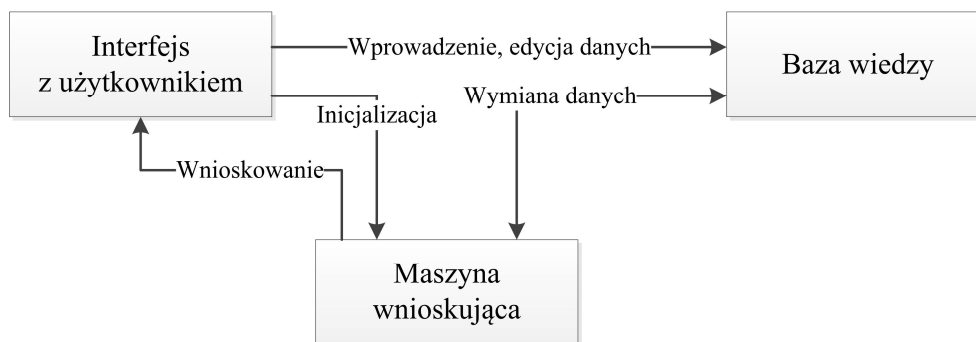 Interfejs
z użytkownikiem
Wprowadzenie, edycja danych
Baza wiedzy
Wymiana danych
Inicjalizacja
Wnioskowanie
Maszyna
wnioskująca